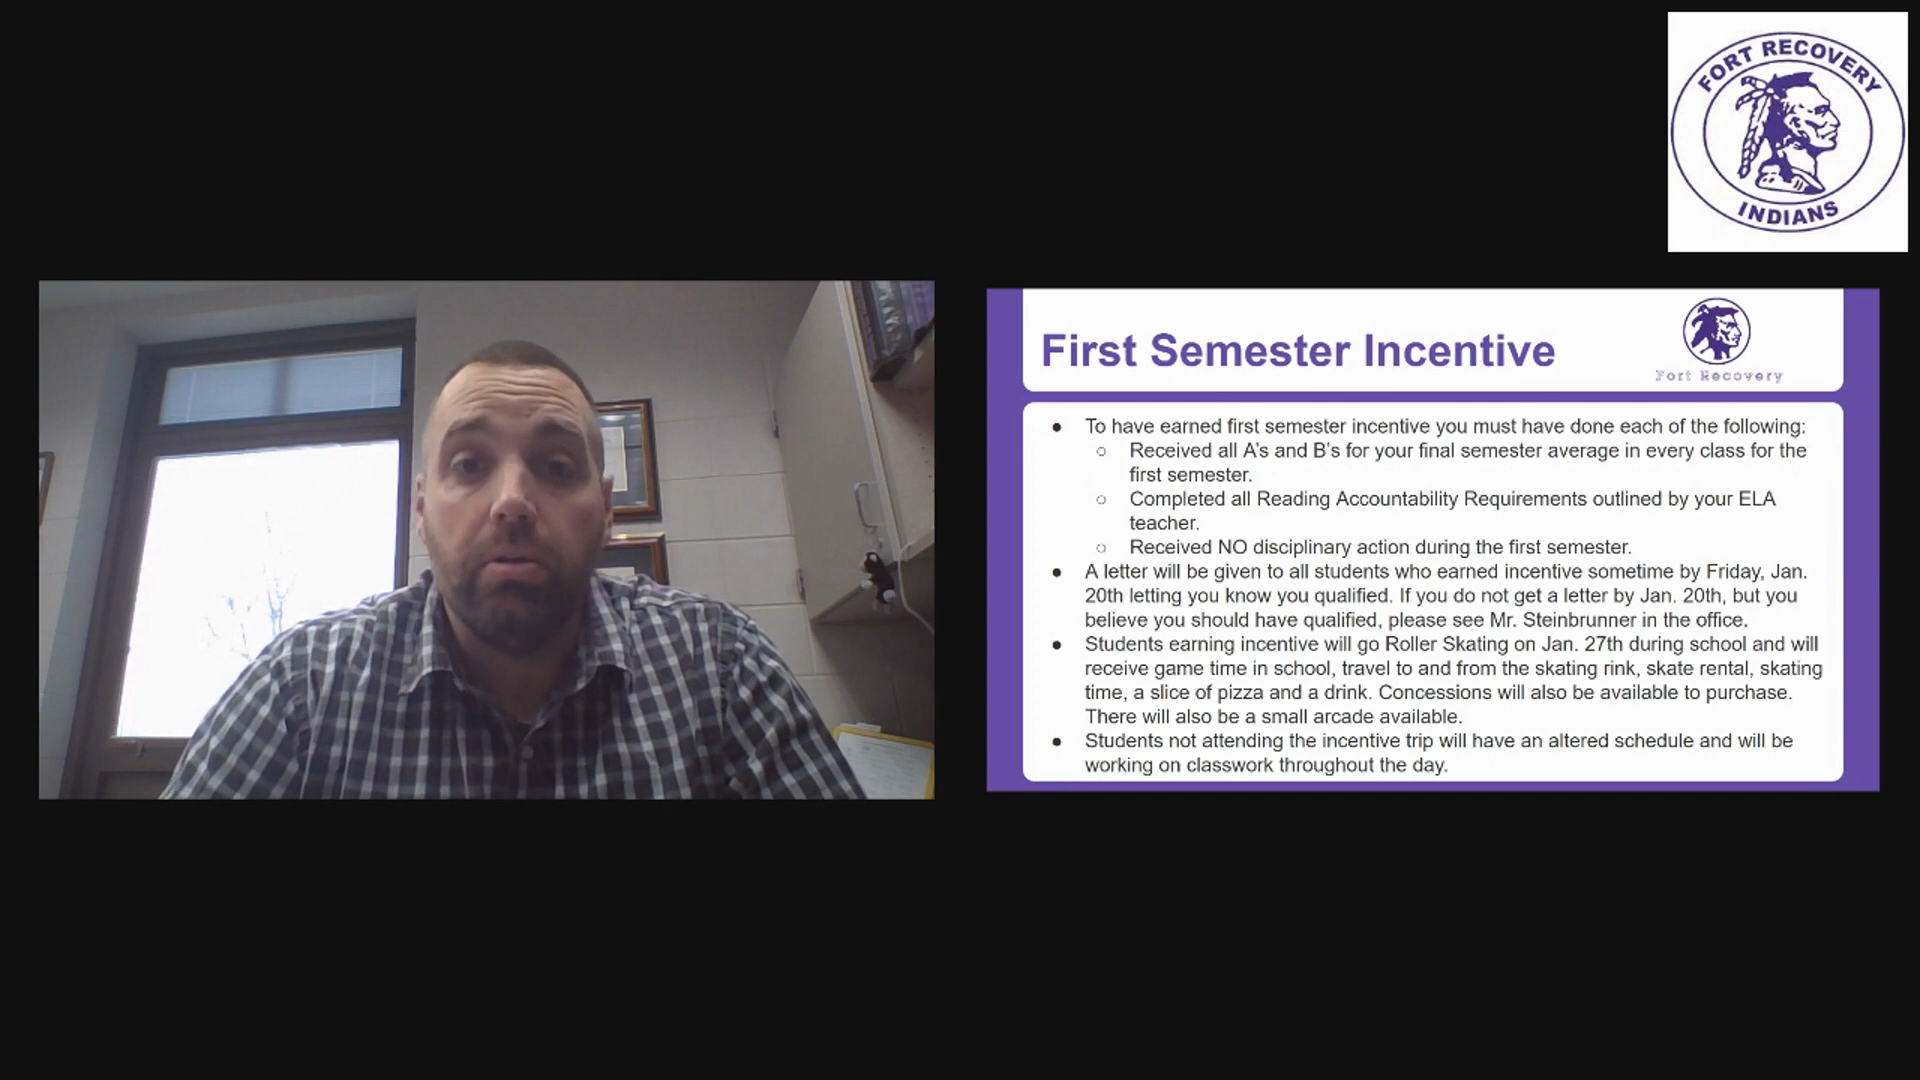 FORT RECOVERY
INDIANS
First Semester Incentive
Fort Recovery
● To have earned first semester incentive you must have done each of the following:
○ Received all A's and B's for your final semester average in every class for the
first semester.
○ Completed all Reading Accountability Requirements outlined by your ELA
teacher.
○ Received NO disciplinary action during the first semester.
● A letter will be given to all students who earned incentive sometime by Friday, Jan.
20th letting you know you qualified. If you do not get a letter by Jan. 20th, but you
believe you should have qualified, please see Mr. Steinbrunner in the office.
● Students earning incentive will go Roller Skating on Jan. 27th during school and will
receive game time in school, travel to and from the skating rink, skate rental, skating
time, a slice of pizza and a drink. Concessions will also be available to purchase.
There will also be a small arcade available.
● Students not attending the incentive trip will have an altered schedule and will be
working on classwork throughout the day.